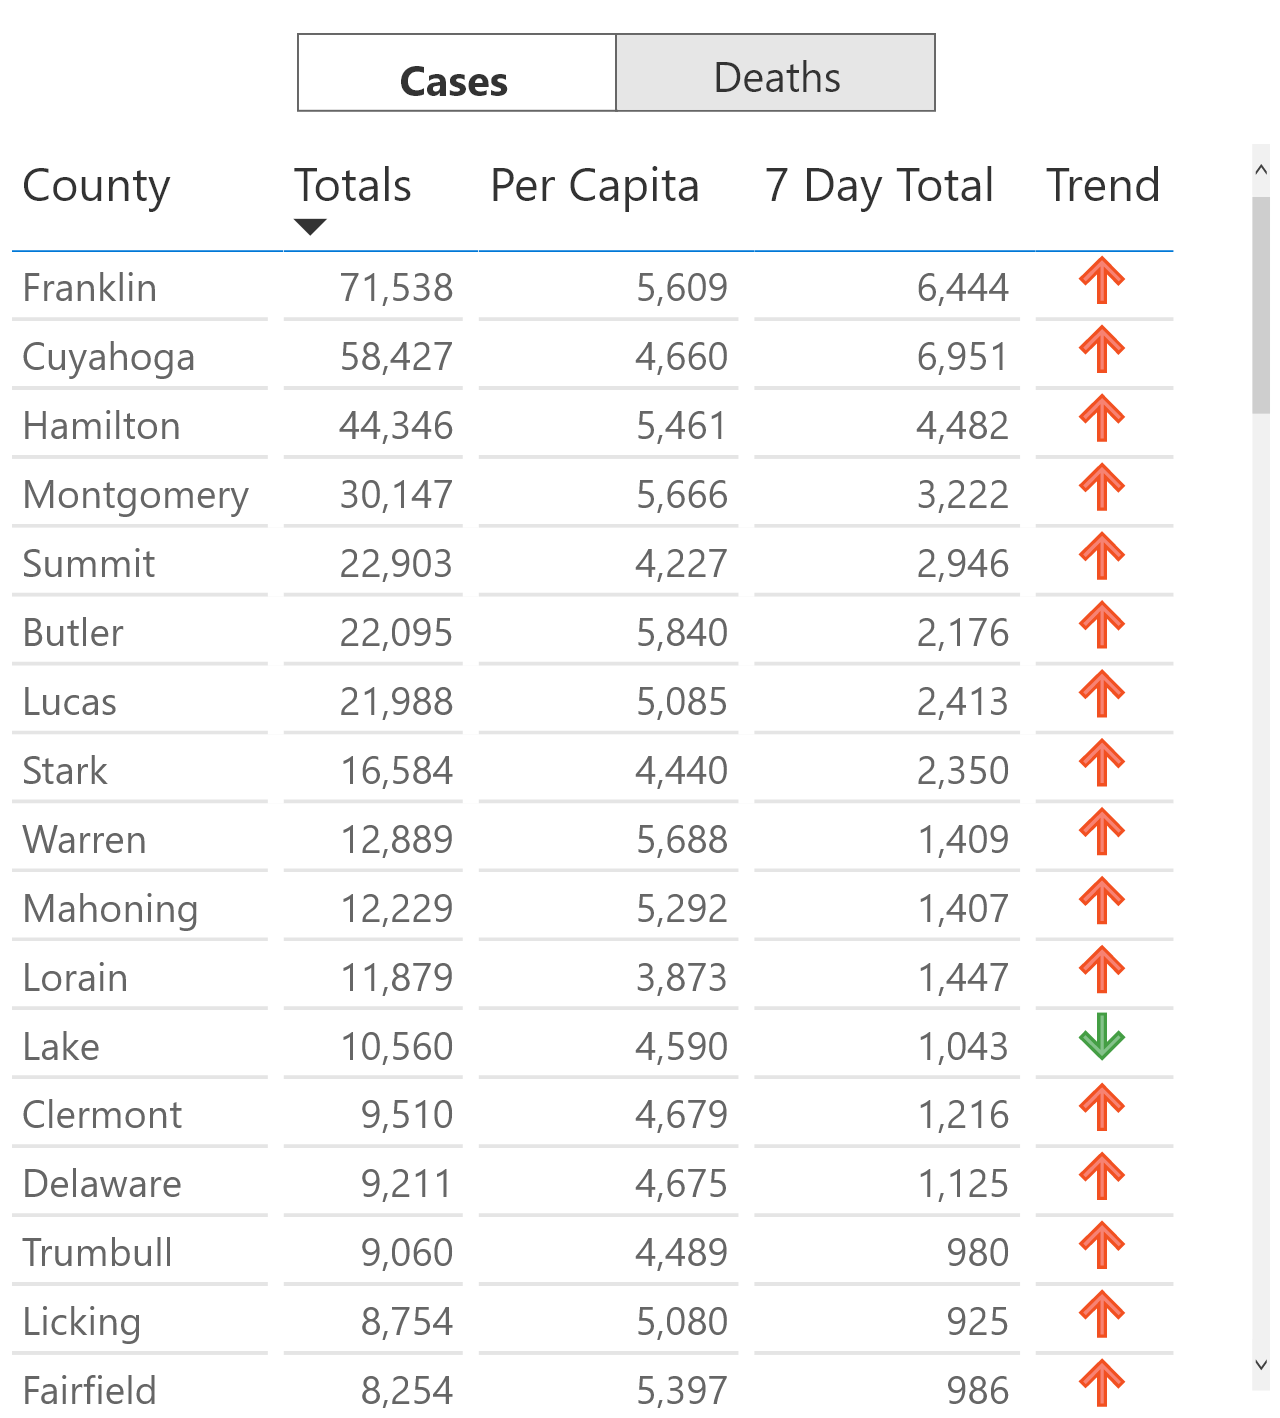 Cases Deaths
County Totals Per Capita 7 Day Total Trend
Franklin 71,538 5,609 6,444
Cuyahoga 58,427 4,660 6,951
Hamilton 44,346 5,461 4,482
Montgomery 30,147 5,666 3,222
Summit 22,903 4,227 2,946
Butler 22,095 5,840 2,176
Lucas 21,988 5,085 2,413
Stark 16,584 4,440 2,350
Warren 12,889 5,688 1,409
Mahoning 12,229 5,292 1,407
Lorain 11,879 3,873 1,447
Lake 10,560 4,590 1,043
Clermont 9,510 4,679 1,216
Delaware 9,211 4,675 1,125
Trumbull 9,060 4,489 980
Licking 8,754 5,080 925
Fairfield 8,254 5,397 986